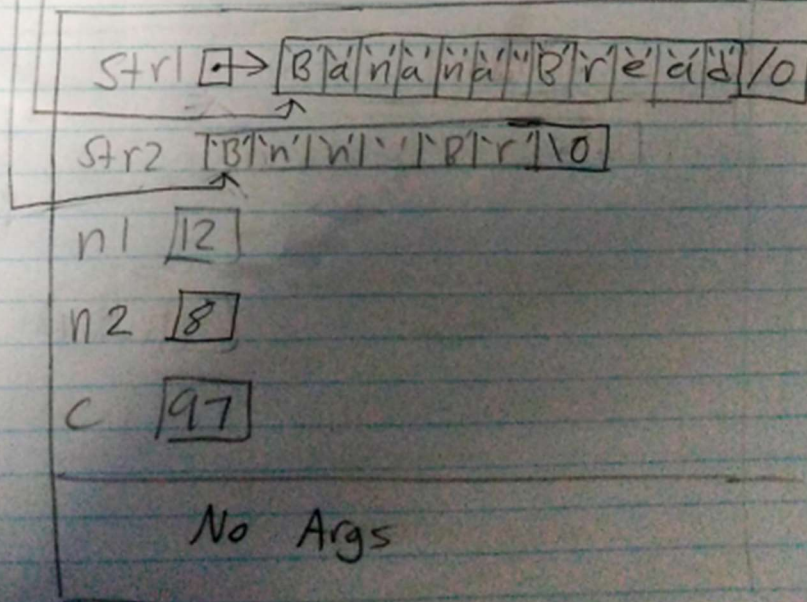 str1 'B' 'a' 'n' 'a' 'n' 'a' ' ' 'B' 'r' 'e' 'a' 'd' /0
str2 'B' 'n' 'n' ' ' 'B' 'r' \0
n1 12
n2 8
c 97
No Args